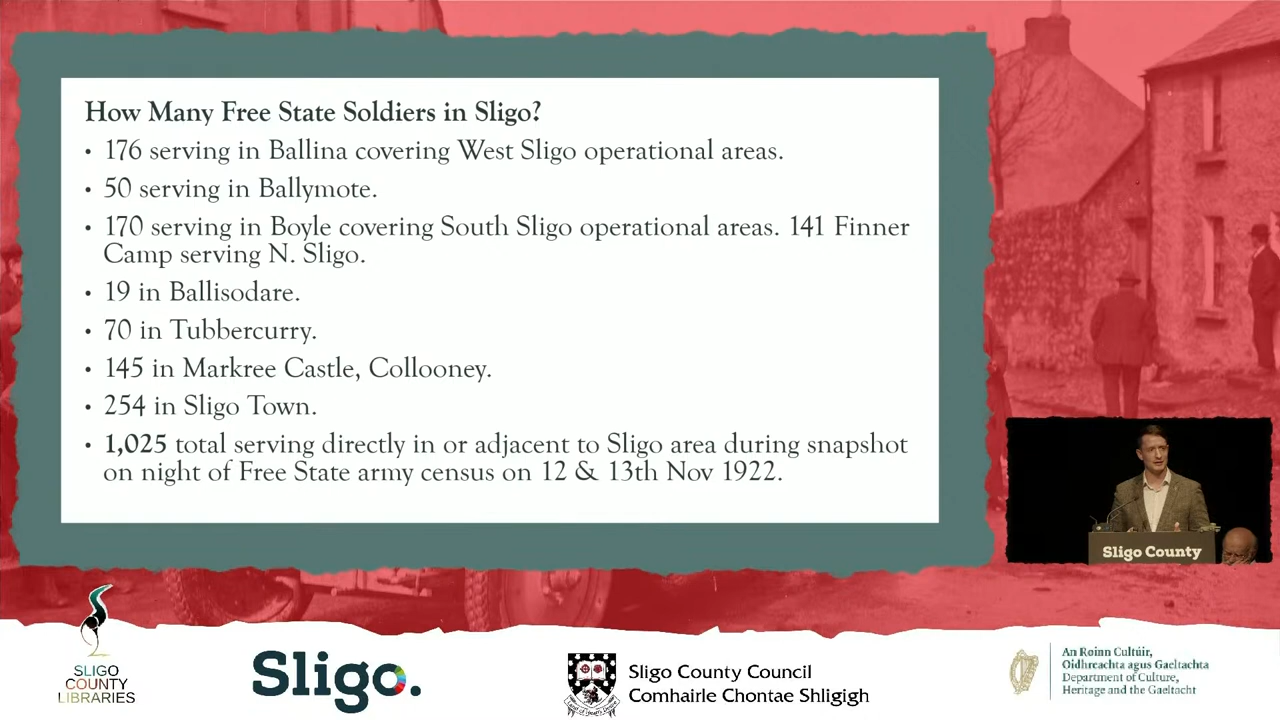 How Many Free State Soldiers in Sligo?
• 176 serving in Ballina covering West Sligo operational areas.
• 50 serving in Ballymote.
• 170 serving in Boyle covering South Sligo operational areas. 141 Finner
Camp serving N. Sligo.
• 19 in Ballisodare.
• 70 in Tubbercurry.
• 145 in Markree Castle, Collooney.
• 254 in Sligo Town.
• 1,025 total serving directly in or adjacent to Sligo area during snapshot
on night of Free State army census on 12 & 13th Nov 1922.
Sligo County
SLIGO
COUNTY
LIBRARIES
Sligo.
Sligo County Council
Comhairle Chontae Shligigh
An Roinn Cultúir,
Oidhreachta agus Gaeltachta
Department of Culture,
Heritage and the Gaeltacht